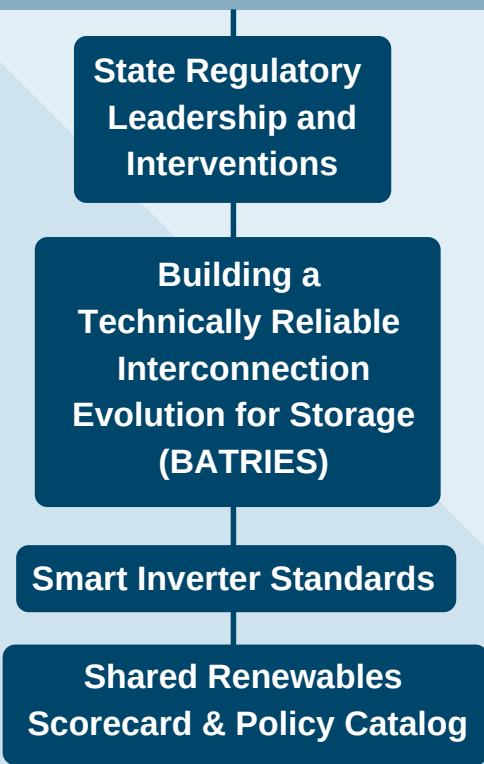 State Regulatory
Leadership and
Interventions
Building a
Technically Reliable
Interconnection
Evolution for Storage
(BATRIES)
Smart Inverter Standards
Shared Renewables
Scorecard & Policy Catalog